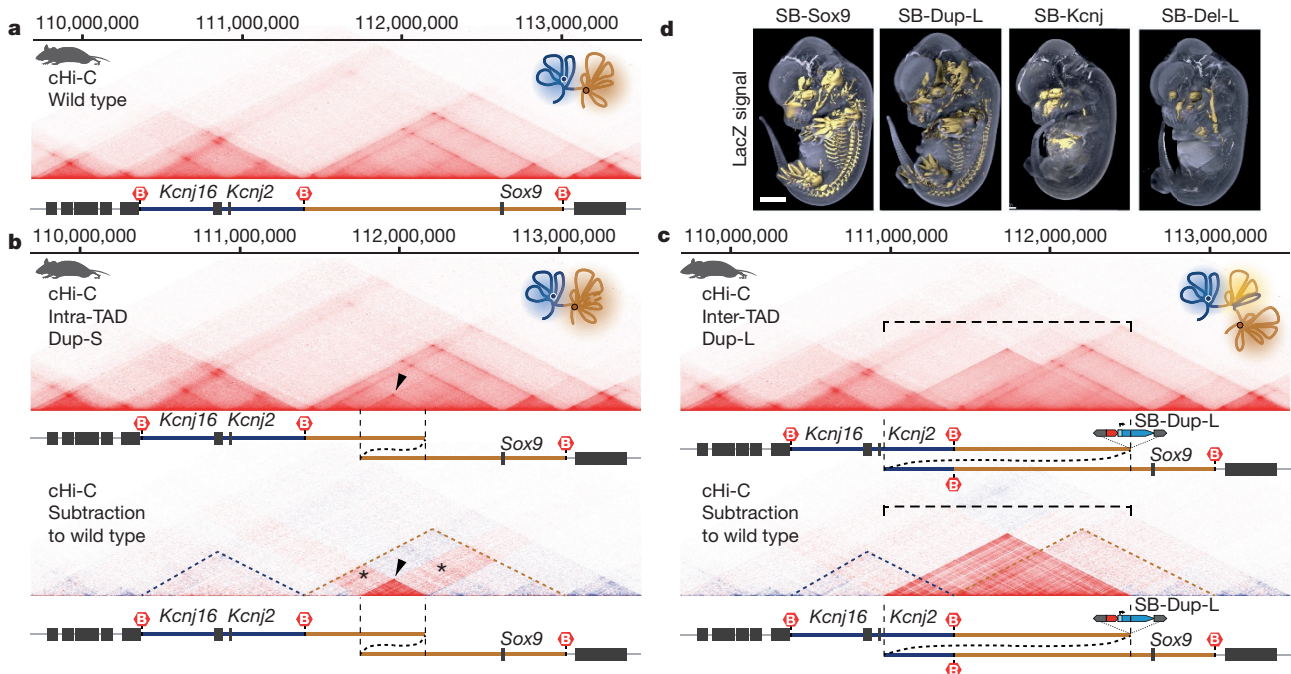 a
110,000,000 111,000,000 112,000,000 113,000,000
cHi-C
Wild type
Kcnj16 Kcnj2 Sox9
B B B
d
SB-Sox9 SB-Dup-L SB-Kcnj SB-Del-L
LacZ signal
b
110,000,000 111,000,000 112,000,000 113,000,000
cHi-C
Intra-TAD
Dup-S
Kcnj16 Kcnj2
B B
Sox9
B
cHi-C
Subtraction
to wild type
* *
Kcnj16 Kcnj2
B B
Sox9
B
c
110,000,000 111,000,000 112,000,000 113,000,000
cHi-C
Inter-TAD
Dup-L
SB-Dup-L
Kcnj16 Kcnj2
B B
Sox9
B
B
cHi-C
Subtraction
to wild type
SB-Dup-L
Kcnj16 Kcnj2
B B
Sox9
B
B